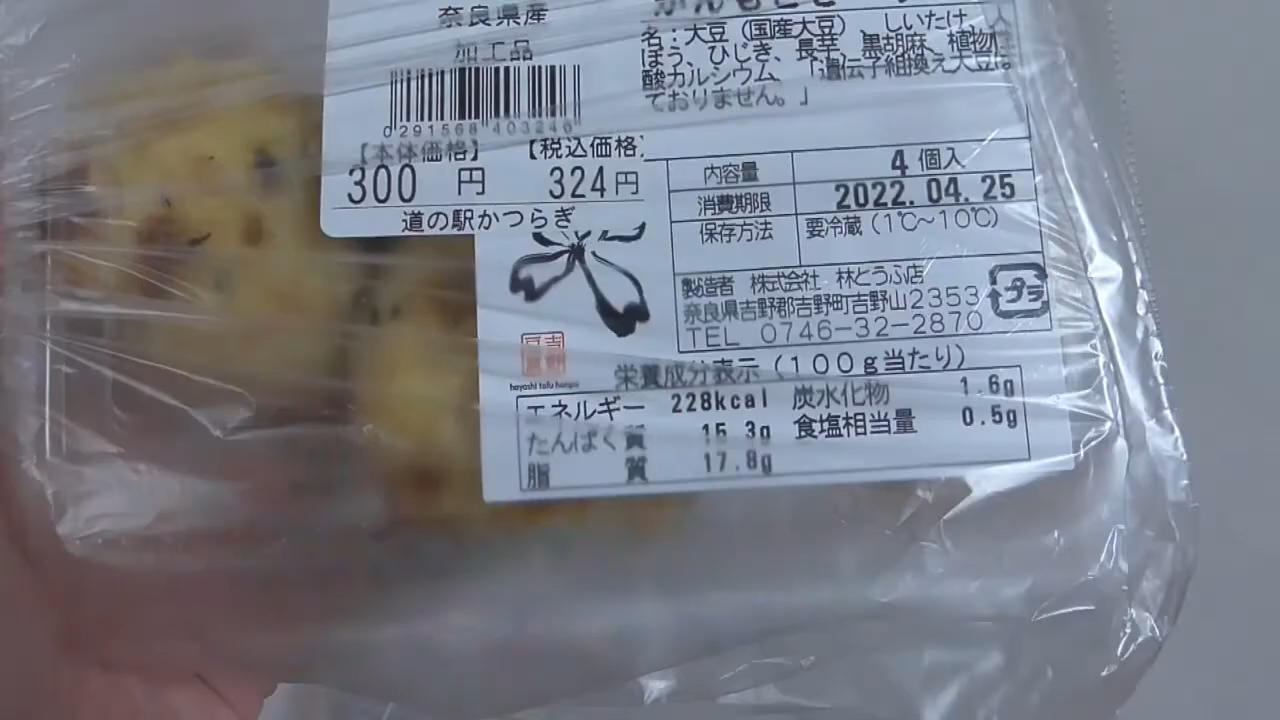 奈良県産
加工品
0291568 403246
【本体価格】 【税込価格】
300 円 324円
道の駅かつらぎ
名：大豆（国産大豆）、しいたけ、人
ぼう、ひじき、長芋、黒胡麻、植物
酸カルシウム 「遺伝子組換え大豆は
ておりません。」
内容量 4個入
消費期限 2022.04.25
保存方法 要冷蔵（1℃～10℃）
製造者 株式会社 林とうふ店
奈良県吉野郡吉野町吉野山2353
TEL 0746-32-2870
プラ
hayashi tofu honpo
栄養成分表示（100g当たり）
エネルギー 228kcal 炭水化物 1.6g
たんぱく質 15.3g 食塩相当量 0.5g
脂 質 17.8g